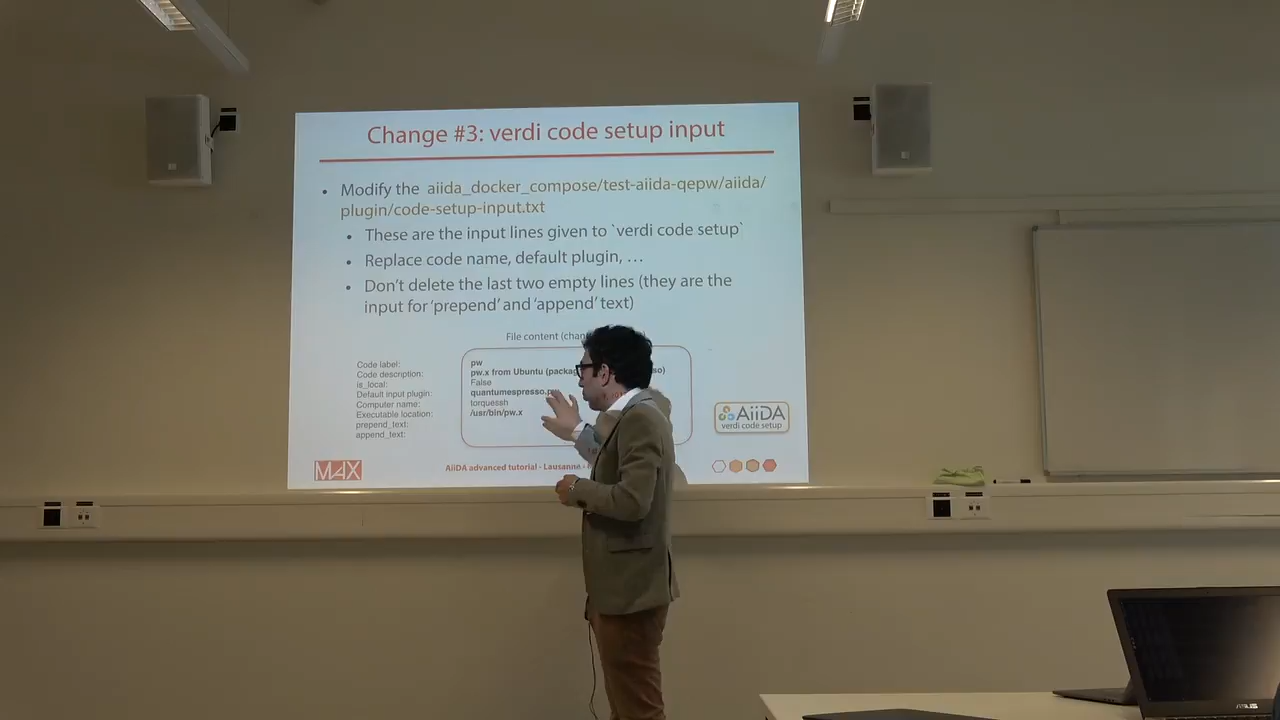 Change #3: verdi code setup input
• Modify the aiida_docker_compose/test-aiida-qepw/aiida/
plugin/code-setup-input.txt
• These are the input lines given to `verdi code setup`
• Replace code name, default plugin, …
• Don't delete the last two empty lines (they are the
input for 'prepend' and 'append' text)
File content
Code label: pw
Code description: pw.x from Ubuntu
is_local: False
Default input plugin:
Computer name: torquessh
Executable location: /usr/bin/pw.x
prepend_text:
append_text:
AiiDA
verdi code setup
MAX
AiiDA advanced tutorial - Lausanne
ASUS